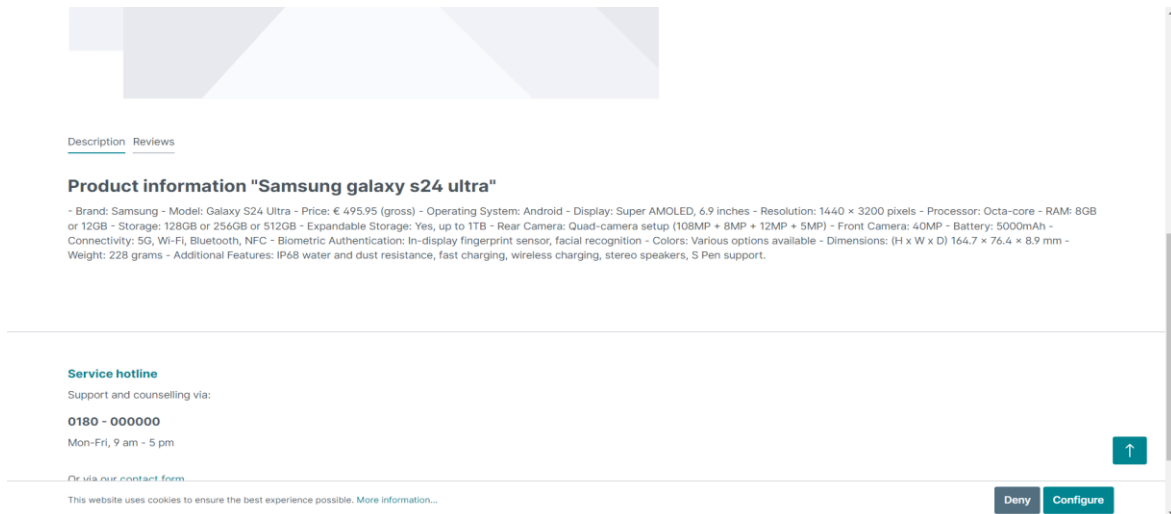 Description Reviews
Product information "Samsung galaxy s24 ultra"
- Brand: Samsung - Model: Galaxy S24 Ultra - Price: € 495.95 (gross) - Operating System: Android - Display: Super AMOLED, 6.9 inches - Resolution: 1440 × 3200 pixels - Processor: Octa-core - RAM: 8GB
or 12GB - Storage: 128GB or 256GB or 512GB - Expandable Storage: Yes, up to 1TB - Rear Camera: Quad-camera setup (108MP + 8MP + 12MP + 5MP) - Front Camera: 40MP - Battery: 5000mAh -
Connectivity: 5G, Wi-Fi, Bluetooth, NFC - Biometric Authentication: In-display fingerprint sensor, facial recognition - Colors: Various options available - Dimensions: (H x W x D) 164.7 × 76.4 × 8.9 mm -
Weight: 228 grams - Additional Features: IP68 water and dust resistance, fast charging, wireless charging, stereo speakers, S Pen support.
Service hotline
Support and counselling via:
0180 - 000000
Mon-Fri, 9 am - 5 pm
Or via our contact form
This website uses cookies to ensure the best experience possible. More information...
Deny Configure